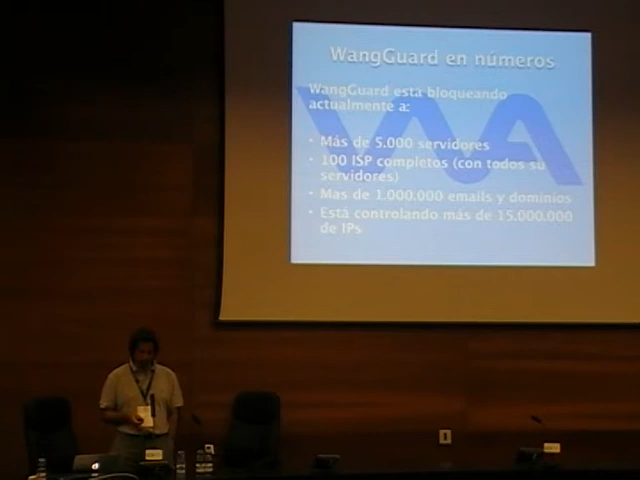 WangGuard en números
WangGuard está bloqueando
actualmente a:
• Más de 5.000 servidores
• 100 ISP completos (con todos su
servidores)
• Mas de 1.000.000 emails y dominios
• Está controlando más de 15.000.000
de IPs